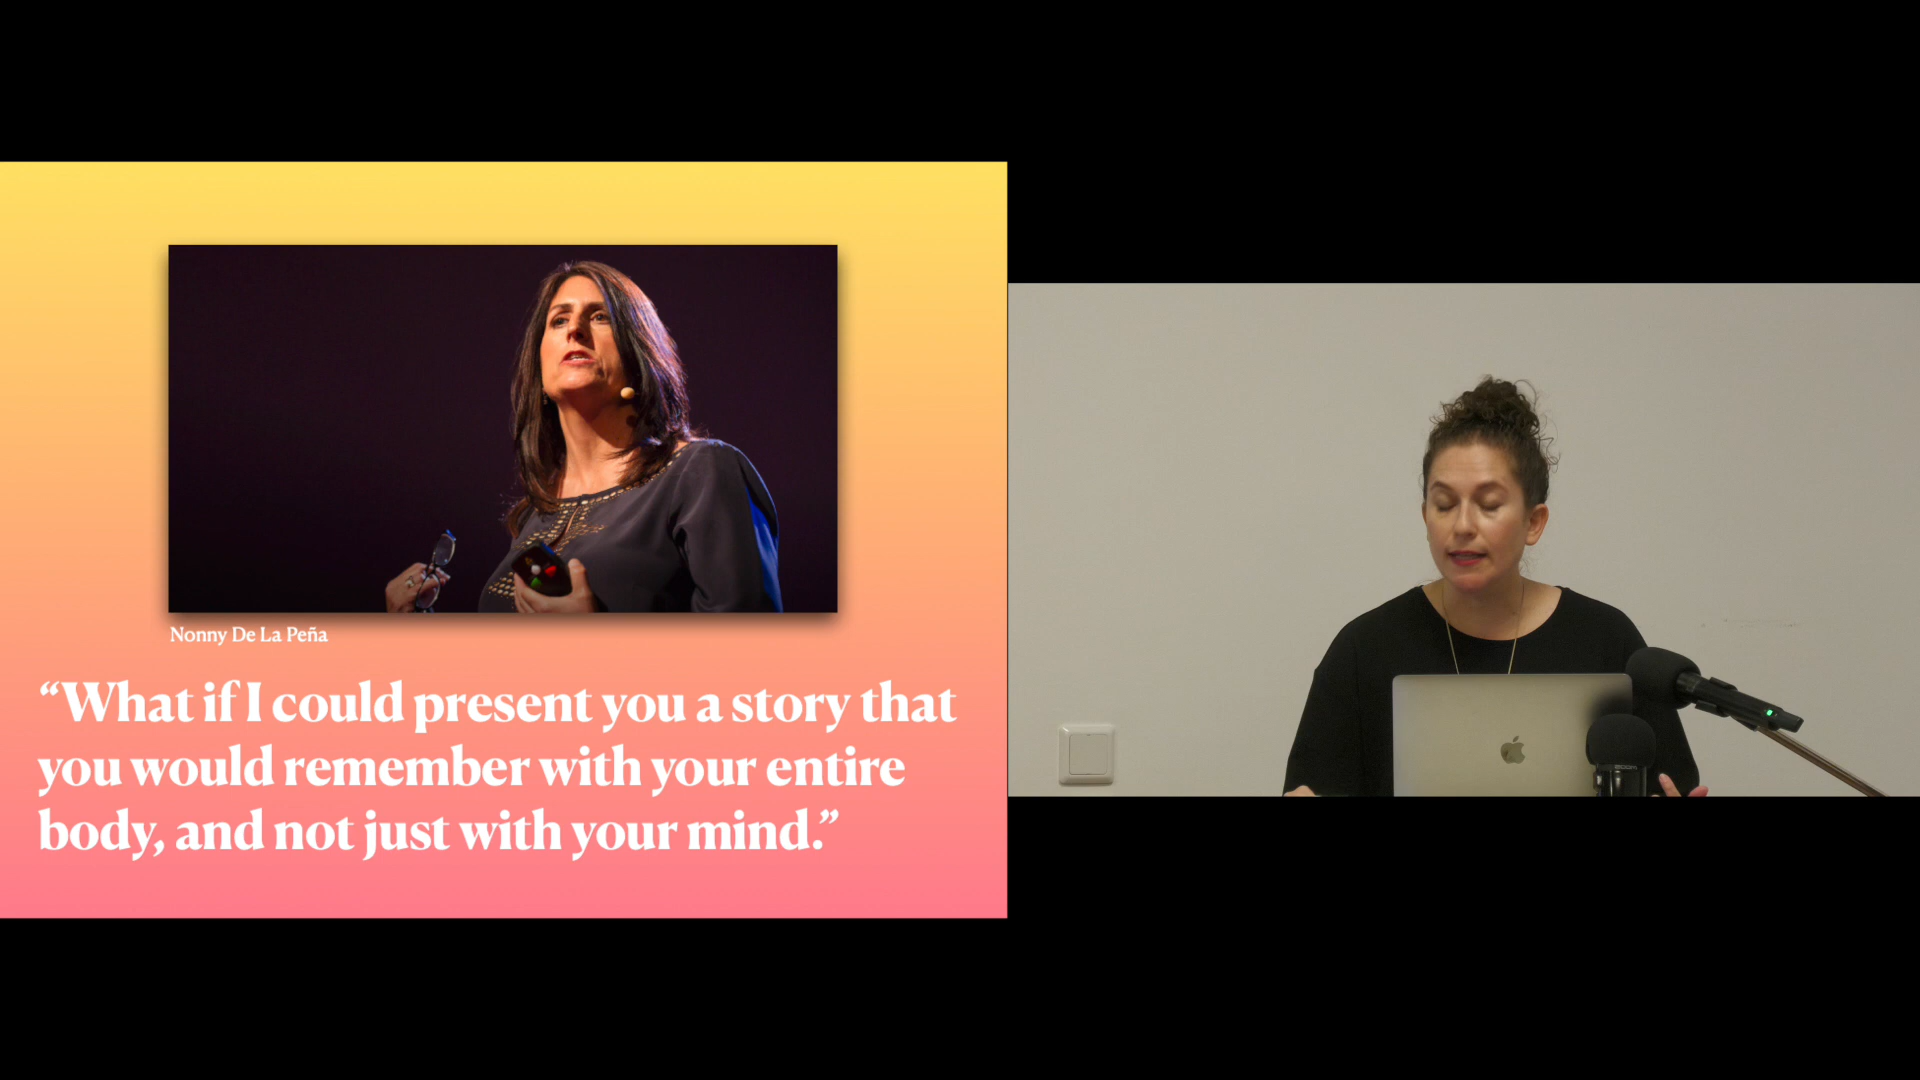 Nonny De La Peña
“What if I could present you a story that
you would remember with your entire
body, and not just with your mind.”
zoom